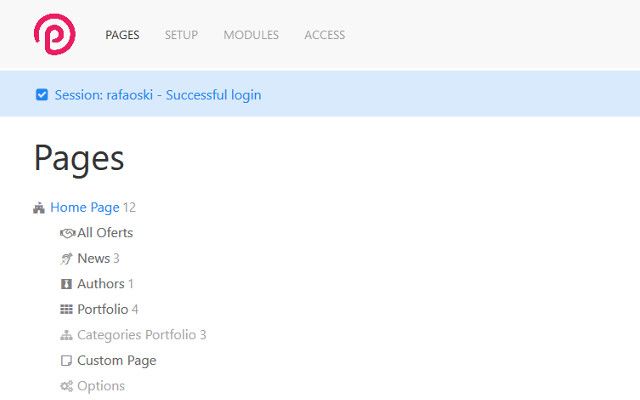 PAGES SETUP MODULES ACCESS
Session: rafaoski - Successful login
Pages
Home Page 12
All Oferts
News 3
Authors 1
Portfolio 4
Categories Portfolio 3
Custom Page
Options